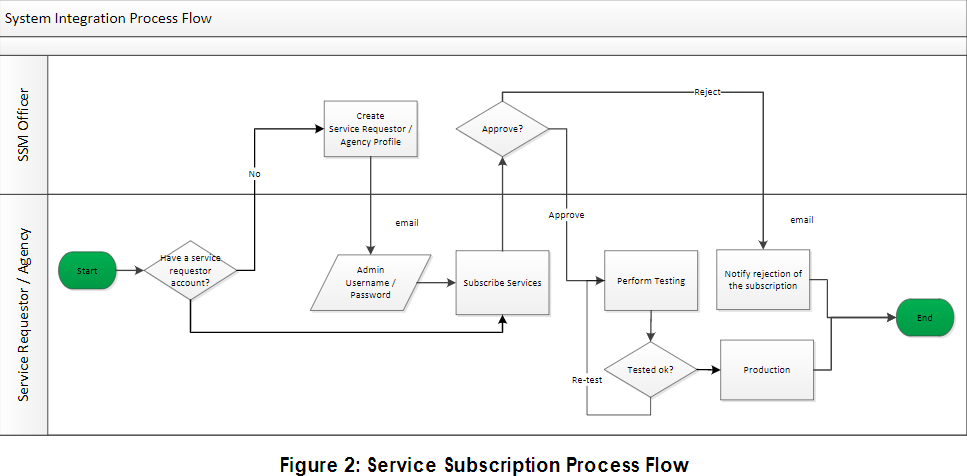 System Integration Process Flow
SSM Officer
Create
Service Requestor /
Agency Profile
Approve?
Reject
No
Service Requestor / Agency
Start
Have a service
requestor
account?
email
Admin
Username /
Password
Subscribe Services
Approve
Perform Testing
email
Notify rejection of
the subscription
End
Tested ok?
Re-test
Production
Figure 2: Service Subscription Process Flow